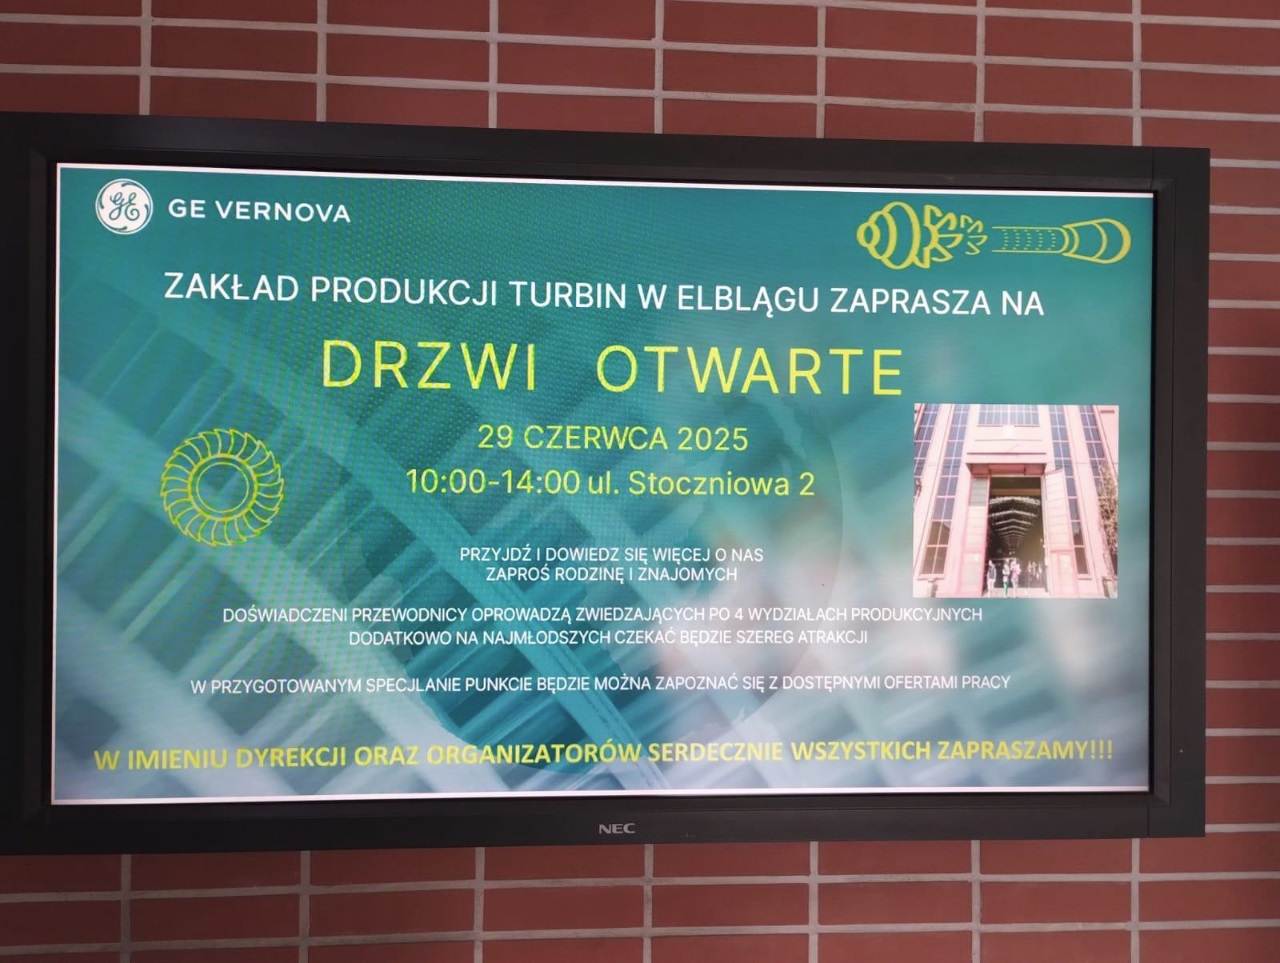 GE VERNOVA
ZAKŁAD PRODUKCJI TURBIN W ELBLĄGU ZAPRASZA NA
DRZWI OTWARTE
29 CZERWCA 2025
10:00-14:00 ul. Stoczniowa 2
PRZYJDŹ I DOWIEDZ SIĘ WIĘCEJ O NAS
ZAPROŚ RODZINĘ I ZNAJOMYCH
DOŚWIADCZENI PRZEWODNICY OPROWADZĄ ZWIEDZAJĄCYCH PO 4 WYDZIAŁACH PRODUKCYJNYCH
DODATKOWO NA NAJMŁODSZYCH CZEKAĆ BĘDZIE SZEREG ATRAKCJI
W PRZYGOTOWANYM SPECJLANIE PUNKCIE BĘDZIE MOŻNA ZAPOZNAĆ SIĘ Z DOSTĘPNYMI OFERTAMI PRACY
W IMIENIU DYREKCJI ORAZ ORGANIZATORÓW SERDECZNIE WSZYSTKICH ZAPRASZAMY!!!
NEC